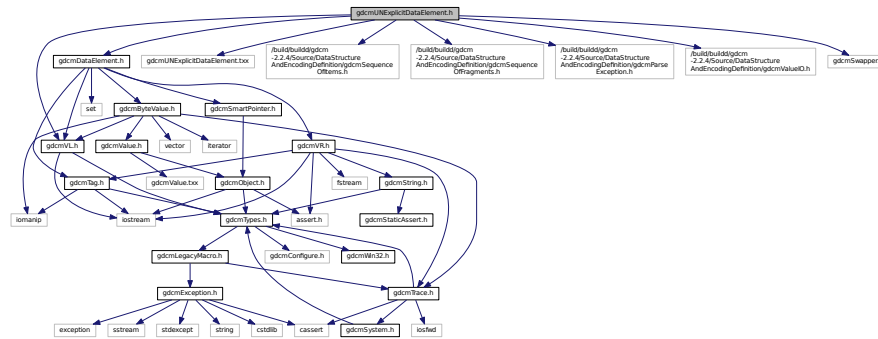 gdcmUNExplicitDataElement.h
gdcmDataElement.h
gdcmUNExplicitDataElement.txx
/build/buildd/gdcm
-2.2.4/Source/DataStructure
AndEncodingDefinition/gdcmSequence
OfItems.h
/build/buildd/gdcm
-2.2.4/Source/DataStructure
AndEncodingDefinition/gdcmSequence
OfFragments.h
/build/buildd/gdcm
-2.2.4/Source/DataStructure
AndEncodingDefinition/gdcmParse
Exception.h
/build/buildd/gdcm
-2.2.4/Source/DataStructure
AndEncodingDefinition/gdcmValueIO.h
gdcmSwapper
set
gdcmByteValue.h
gdcmSmartPointer.h
gdcmVL.h
gdcmValue.h
vector
iterator
gdcmVR.h
gdcmTag.h
gdcmValue.txx
gdcmObject.h
fstream
gdcmString.h
iomanip
iostream
gdcmTypes.h
assert.h
gdcmStaticAssert.h
gdcmLegacyMacro.h
gdcmConfigure.h
gdcmWin32.h
gdcmException.h
gdcmTrace.h
exception
sstream
stdexcept
string
cstdlib
cassert
gdcmSystem.h
iosfwd